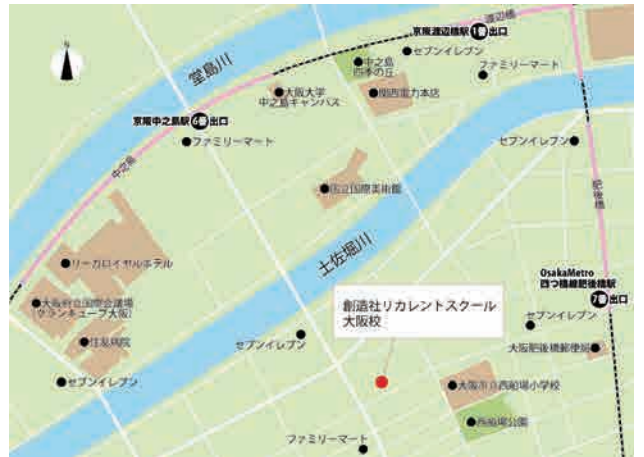 京阪渡辺橋駅 1番 出口
渡辺橋
セブンイレブン
中之島
四季の丘
ファミリーマート
堂島川
N
大阪大学
中之島キャンパス
関西電力本店
京阪中之島駅 6番 出口
ファミリーマート
セブンイレブン
中之島
国立国際美術館
肥後橋
土佐堀川
リーガロイヤルホテル
OsakaMetro
四つ橋線肥後橋駅
7番 出口
大阪府立国際会議場
(グランキューブ大阪)
創造社リカレントスクール
大阪校
セブンイレブン
住友病院
セブンイレブン
大阪肥後橋郵便局
セブンイレブン
大阪市立西船場小学校
西船場公園
ファミリーマート